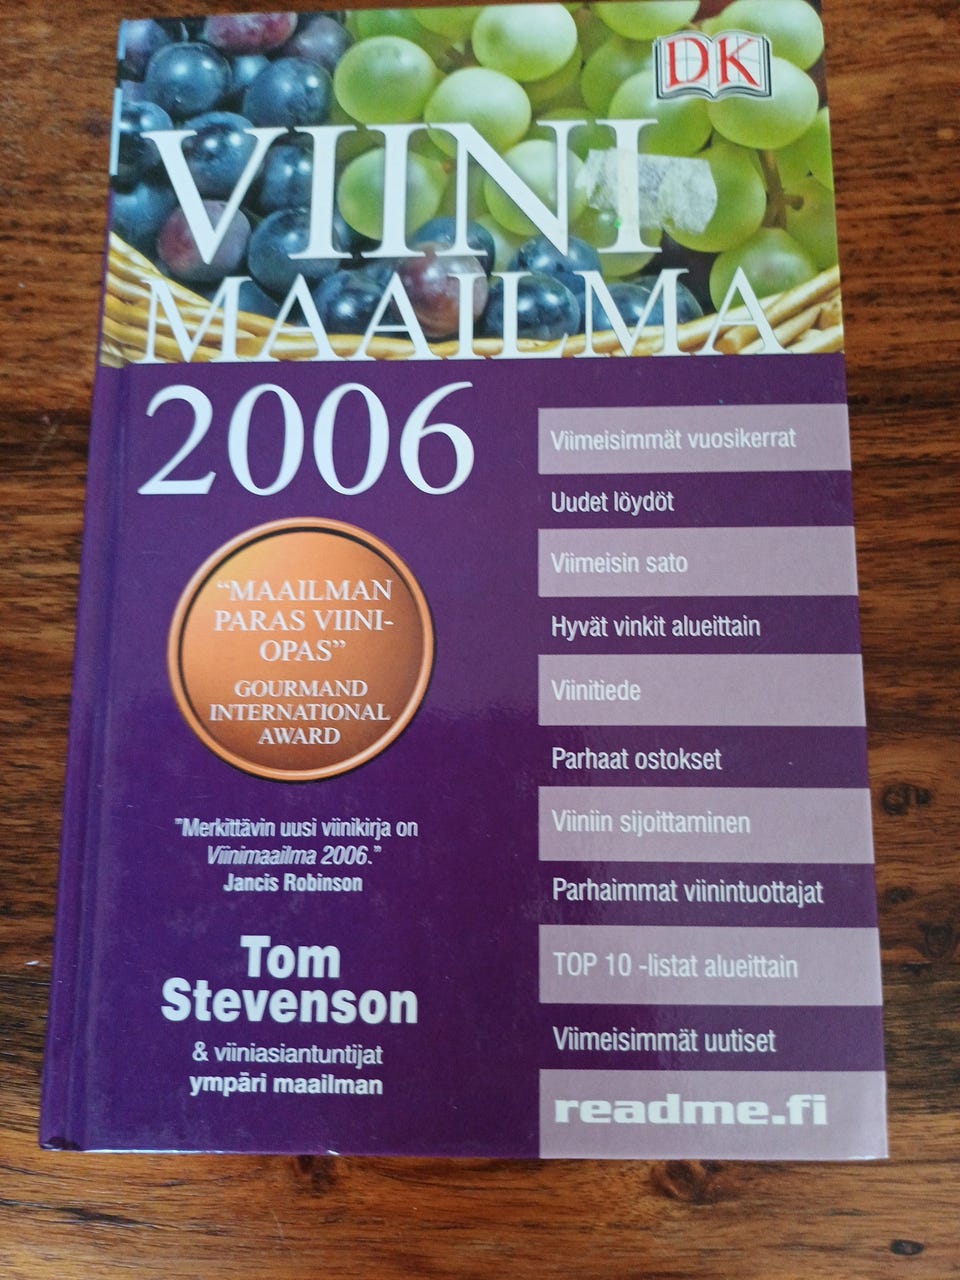 DK
VIINI
MAAILMA
2006
"MAAILMAN
PARAS VIINI-
OPAS"
GOURMAND
INTERNATIONAL
AWARD
"Merkittävin uusi viinikirja on
Viinimaailma 2006."
Jancis Robinson
Tom
Stevenson
& viiniasiantuntijat
ympäri maailman
Viimeisimmät vuosikerrat
Uudet löydöt
Viimeisin sato
Hyvät vinkit alueittain
Viinitiede
Parhaat ostokset
Viiniin sijoittaminen
Parhaimmat viinintuottajat
TOP 10 -listat alueittain
Viimeisimmät uutiset
readme.fi